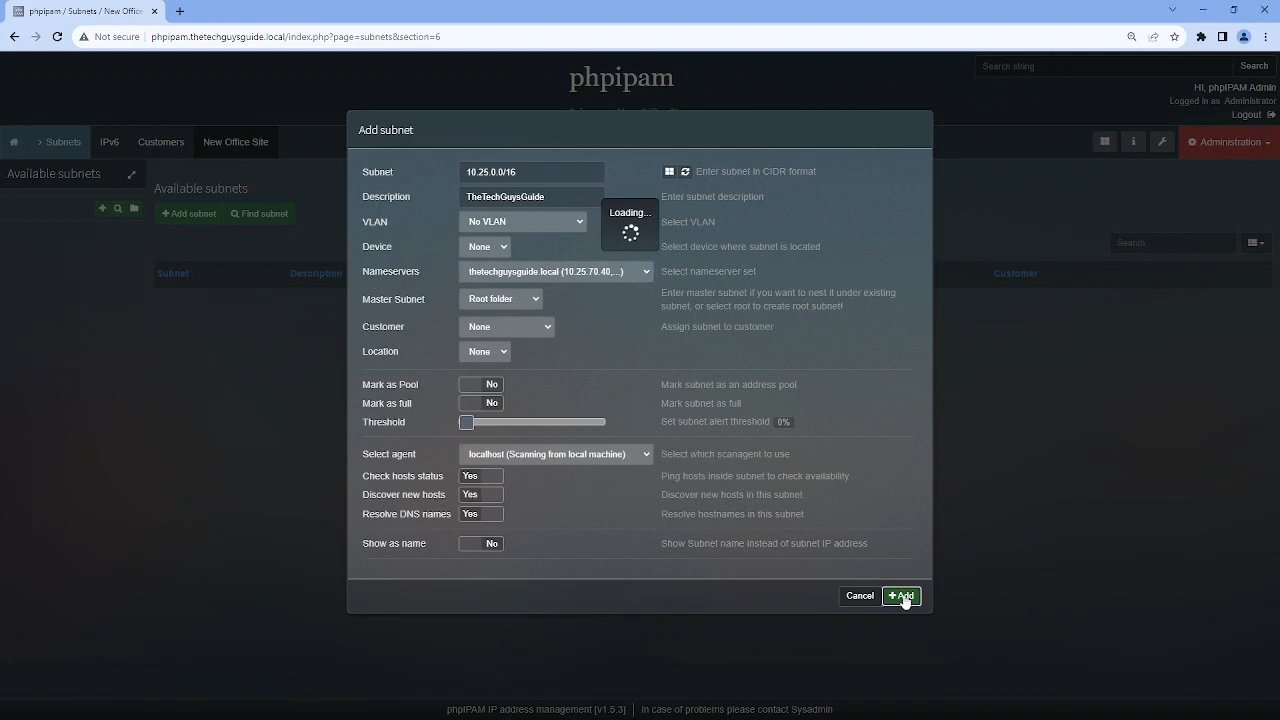 phpipam / Subnets / New Office
Not secure | phpipam.thetechguysguide.local/index.php?page=subnets&section=6
phpipam
Search string
Search
Hi, phpIPAM Admin
Logged in as Administrator
Logout
> Subnets
IPv6
Customers
New Office Site
Administration
Available subnets
Available subnets
+Add subnet
Find subnet
Search
Subnet
Description
Customer
Add subnet
Subnet
10.25.0.0/16
Enter subnet in CIDR format
Description
TheTechGuysGuide
Enter subnet description
Loading...
VLAN
No VLAN
Select VLAN
Device
None
Select device where subnet is located
Nameservers
thetechguysguide.local (10.25.70.40,...)
Select nameserver set
Master Subnet
Root folder
Enter master subnet if you want to nest it under existing
subnet, or select root to create root subnet!
Customer
None
Assign subnet to customer
Location
None
Mark as Pool
No
Mark subnet as an address pool
Mark as full
No
Mark subnet as full
Threshold
Set subnet alert threshold 0%
Select agent
localhost (Scanning from local machine)
Select which scanagent to use
Check hosts status
Yes
Ping hosts inside subnet to check availability
Discover new hosts
Yes
Discover new hosts in this subnet
Resolve DNS names
Yes
Resolve hostnames in this subnet
Show as name
No
Show Subnet name instead of subnet IP address
Cancel
+Add
phpIPAM IP address management [v1.5.3]
In case of problems please contact Sysadmin